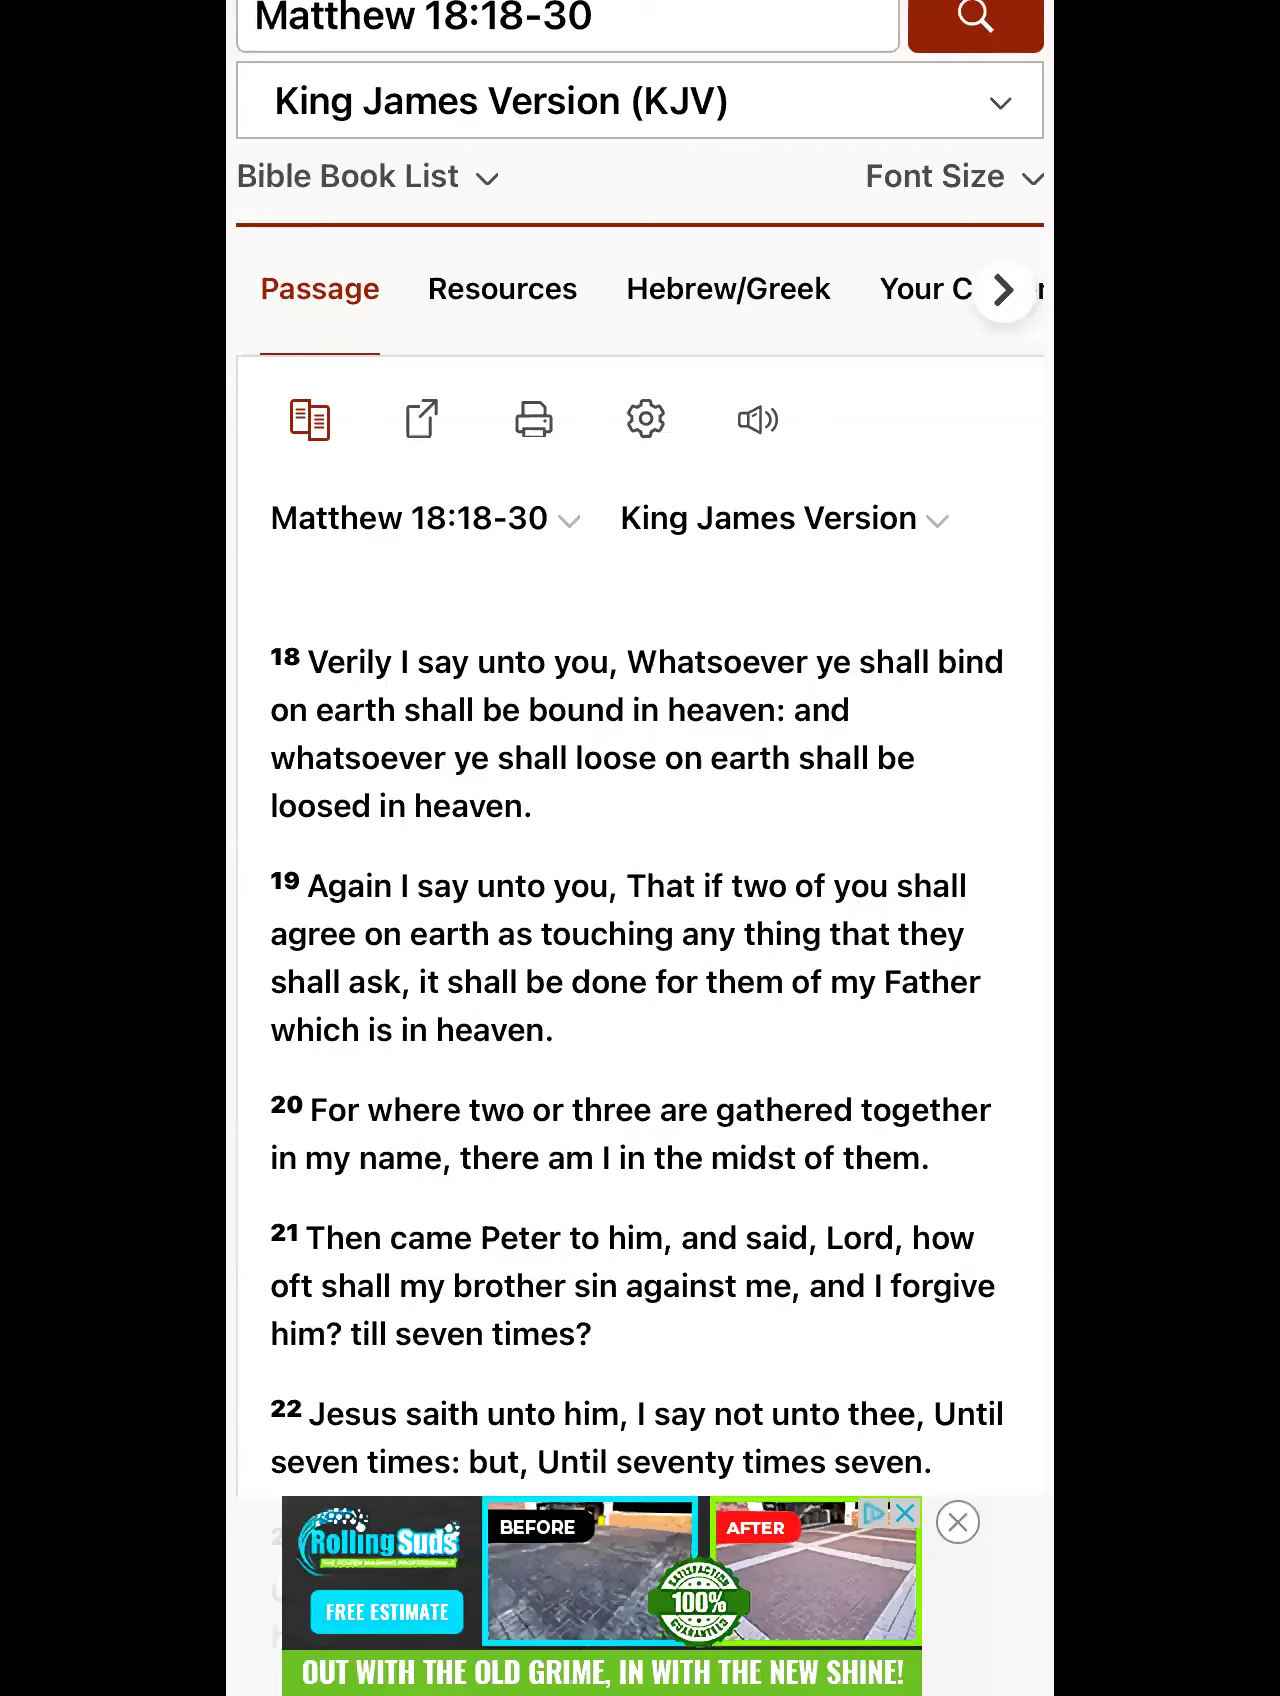 Matthew 18:18-30
King James Version (KJV)
Bible Book List
Font Size
Passage
Resources
Hebrew/Greek
Your C
Matthew 18:18-30
King James Version
18 Verily I say unto you, Whatsoever ye shall bind
on earth shall be bound in heaven: and
whatsoever ye shall loose on earth shall be
loosed in heaven.
19 Again I say unto you, That if two of you shall
agree on earth as touching any thing that they
shall ask, it shall be done for them of my Father
which is in heaven.
20 For where two or three are gathered together
in my name, there am I in the midst of them.
21 Then came Peter to him, and said, Lord, how
oft shall my brother sin against me, and I forgive
him? till seven times?
22 Jesus saith unto him, I say not unto thee, Until
seven times: but, Until seventy times seven.
Rolling Suds
FREE ESTIMATE
BEFORE
AFTER
SATISFACTION
100%
GUARANTEED
OUT WITH THE OLD GRIME, IN WITH THE NEW SHINE!